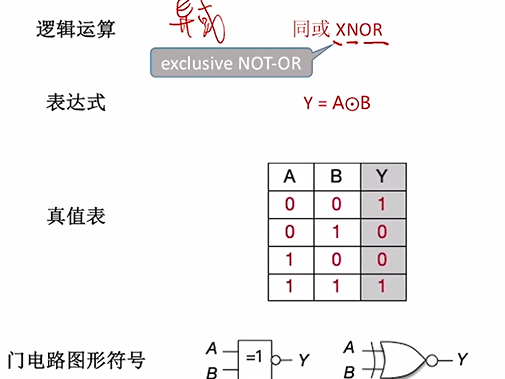 异或
逻辑运算 同或 XNOR
exclusive NOT-OR
表达式 Y = A⊙B
真值表
A B Y
0 0 1
0 1 0
1 0 0
1 1 1
门电路图形符号
A =1 Y A Y
B B